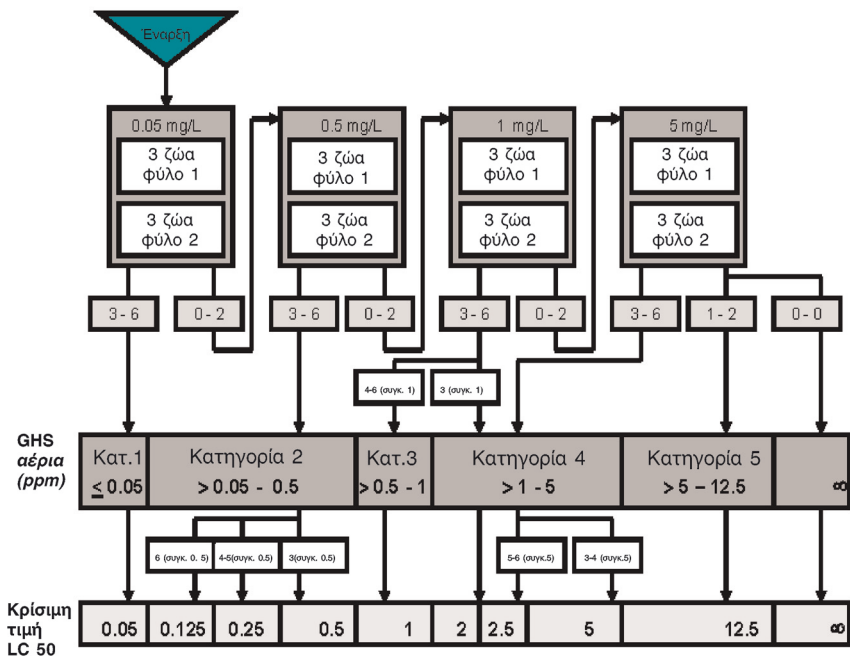 Έναρξη
0.05 mg/L
0.5 mg/L
1 mg/L
5 mg/L
3 ζώα
φύλο 1
3 ζώα
φύλο 1
3 ζώα
φύλο 1
3 ζώα
φύλο 1
3 ζώα
φύλο 2
3 ζώα
φύλο 2
3 ζώα
φύλο 2
3 ζώα
φύλο 2
3 - 6
0 - 2
3 - 6
0 - 2
3 - 6
0 - 2
3 - 6
1 - 2
0 - 0
4-6 (συγκ. 1)
3 (συγκ. 1)
GHS
αέρια
(ppm)
Κατ.1
≤ 0.05
Κατηγορία 2
> 0.05 - 0.5
Κατ.3
> 0.5 - 1
Κατηγορία 4
> 1 - 5
Κατηγορία 5
> 5 – 12.5
∞
6 (συγκ. 0. 5)
4-5(συγκ. 0.5)
3(συγκ. 0.5)
5-6 (συγκ.5)
3-4 (συγκ.5)
Κρίσιμη
τιμή
LC 50
0.05
0.125
0.25
0.5
1
2
2.5
5
12.5
∞